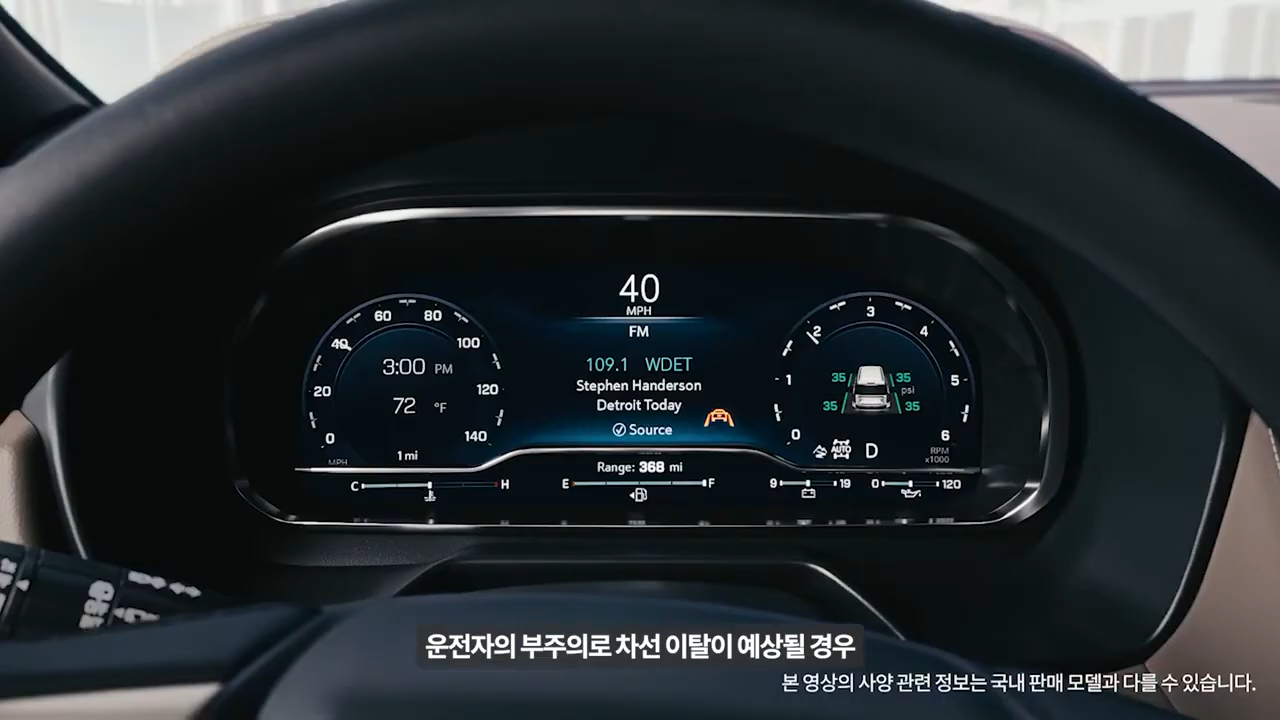 40
MPH
FM
109.1 WDET
Stephen Handerson
Detroit Today
Source
0 20 40 60 80 100 120 140
MPH
3:00 PM
72 °F
1 mi
0 1 2 3 4 5 6
RPM
x1000
35 35
psi
35 35
AUTO D
Range: 368 mi
C H
E F
9 19
0 120
운전자의 부주의로 차선 이탈이 예상될 경우
본 영상의 사양 관련 정보는 국내 판매 모델과 다를 수 있습니다.